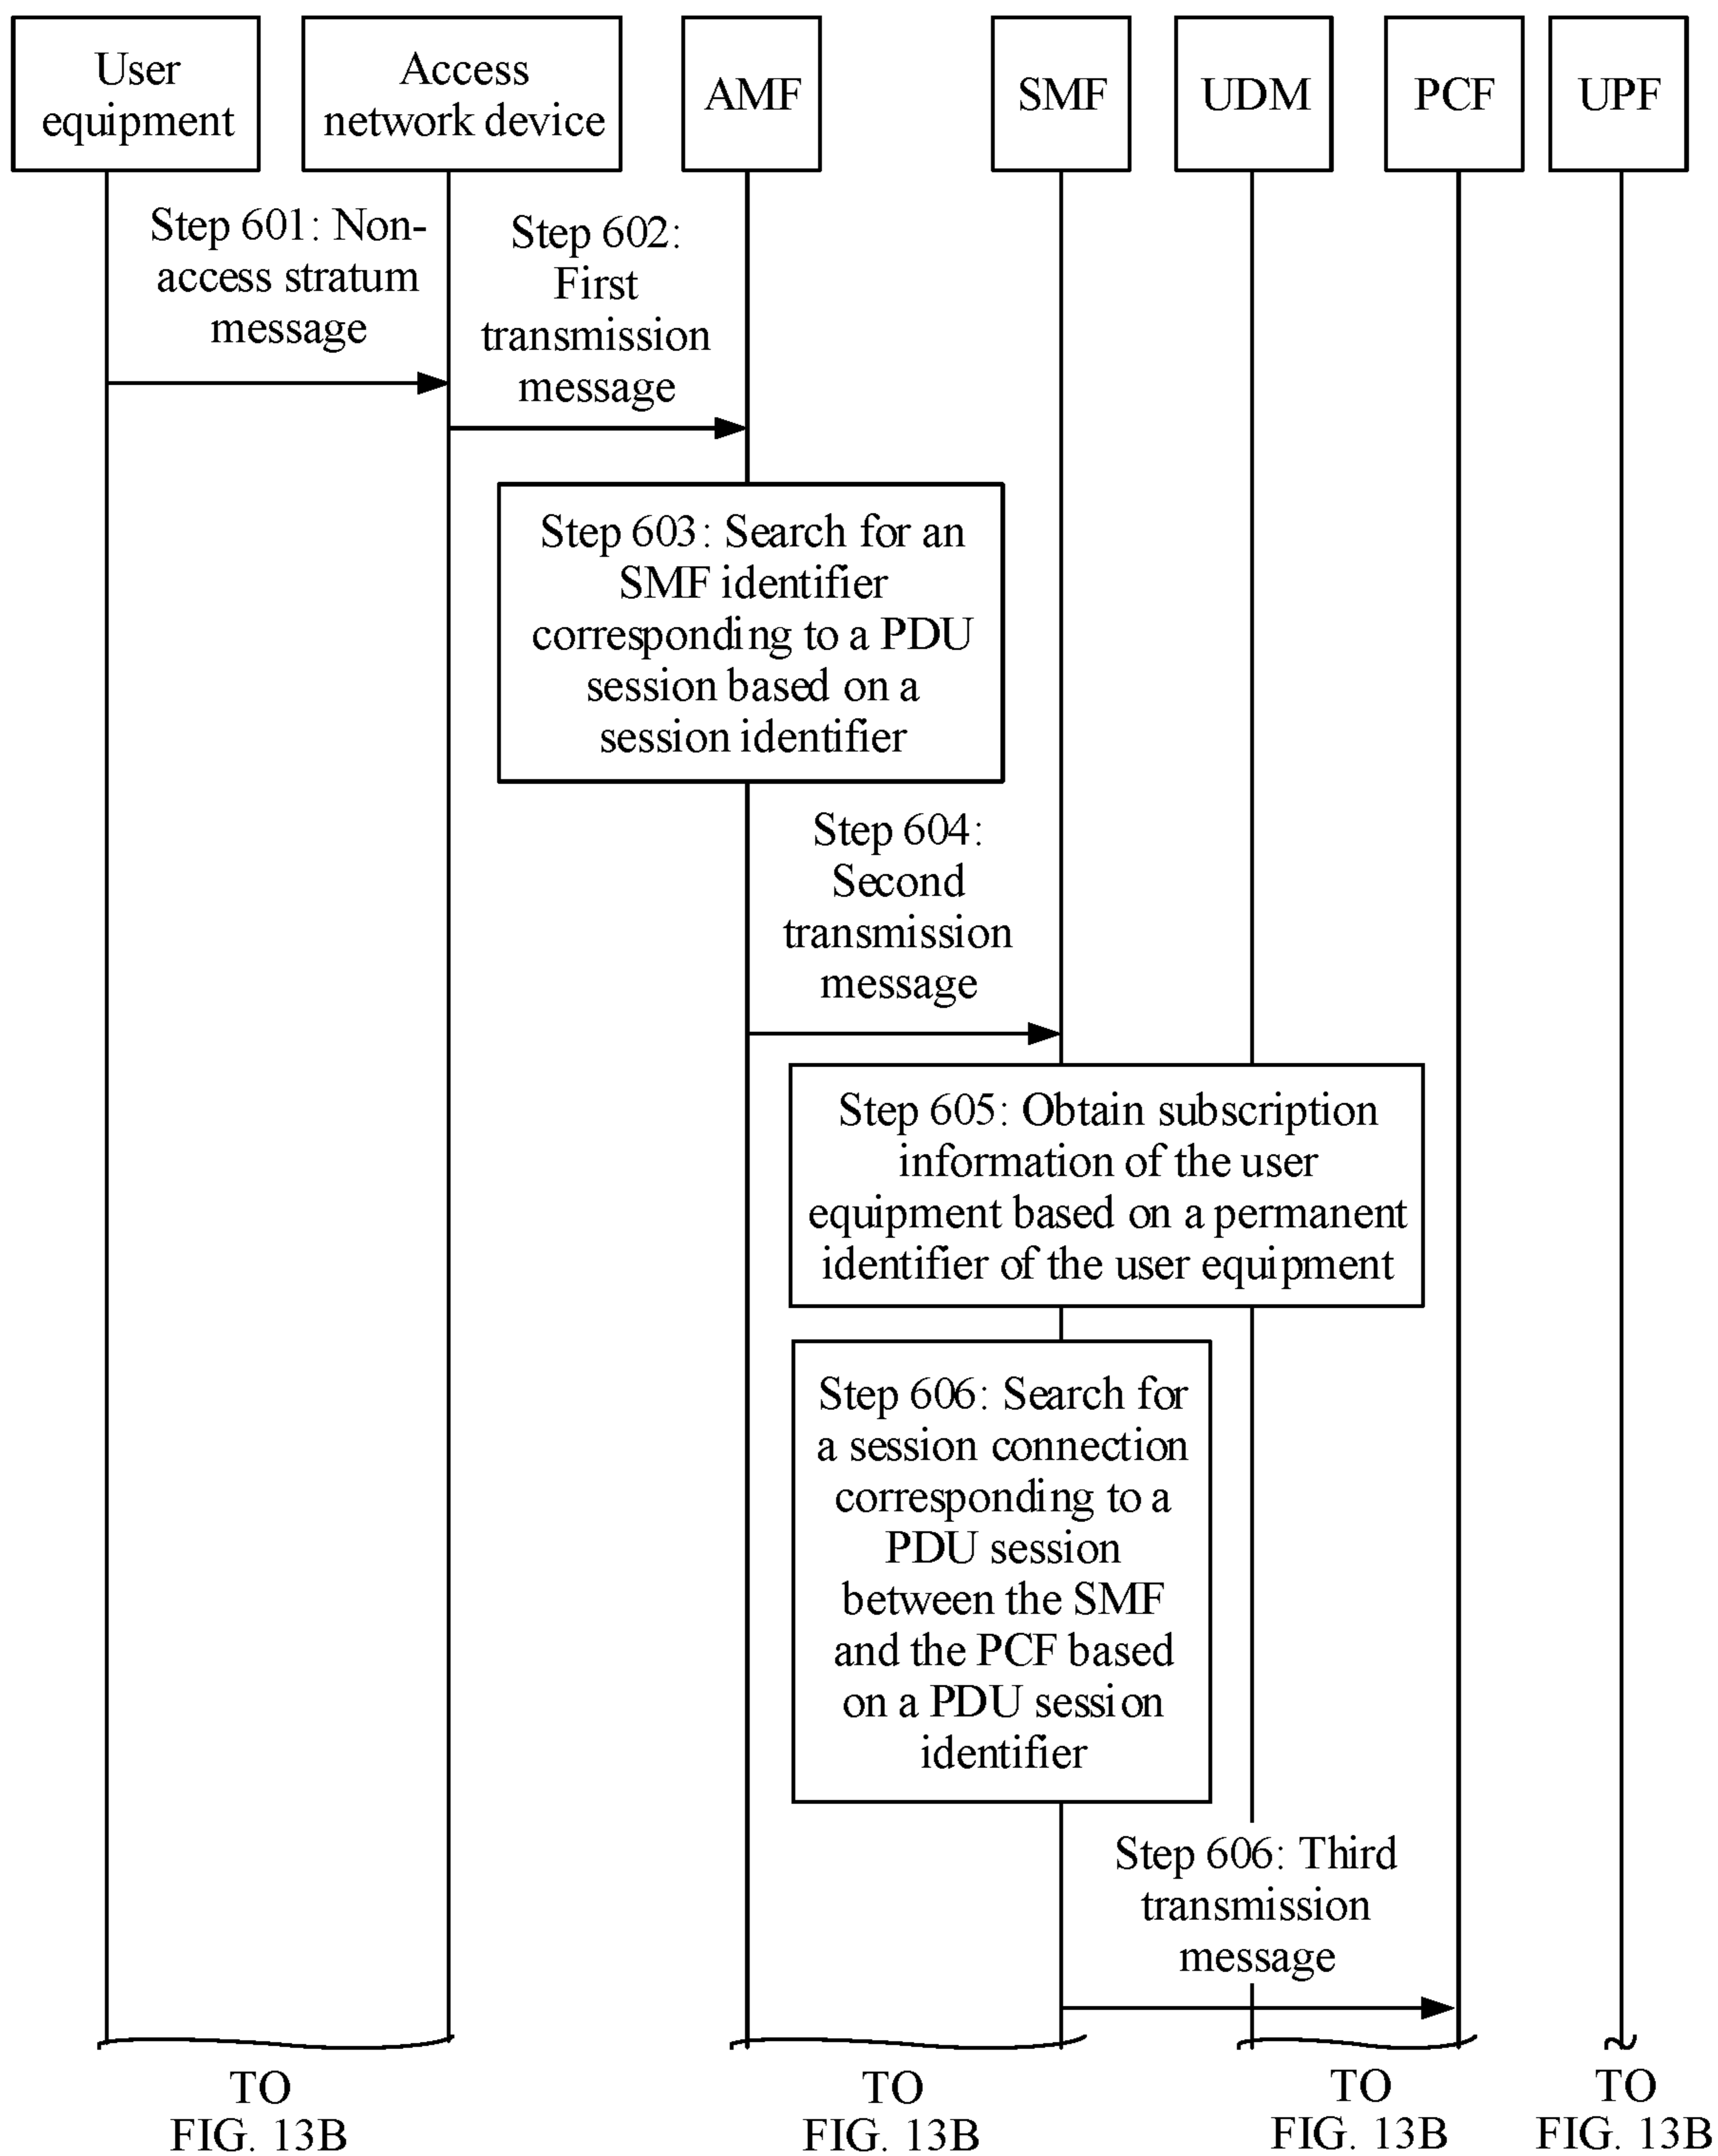 User
equipment
Access
network device
AMF
SMF
UDM
PCF
UPF
Step 601: Non-
access stratum
message
Step 602:
First
transmission
message
Step 603: Search for an
SMF identifier
corresponding to a PDU
session based on a
session identifier
Step 604:
Second
transmission
message
Step 605: Obtain subscription
information of the user
equipment based on a permanent
identifier of the user equipment
Step 606: Search for
a session connection
corresponding to a
PDU session
between the SMF
and the PCF based
on a PDU session
identifier
Step 606: Third
transmission
message
TO
FIG. 13B
TO
FIG. 13B
TO
FIG. 13B
TO
FIG. 13B